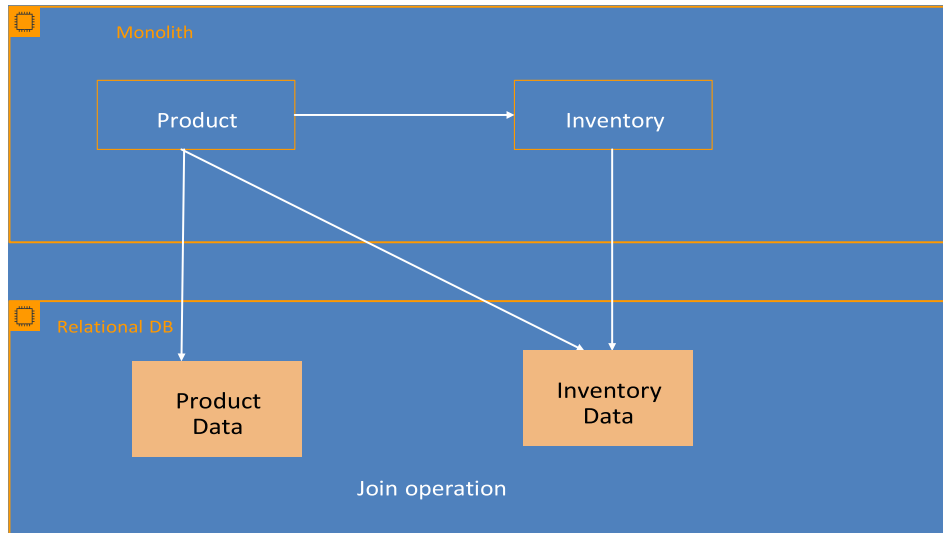 Monolith
Product
Inventory
Relational DB
Product
Data
Inventory
Data
Join operation